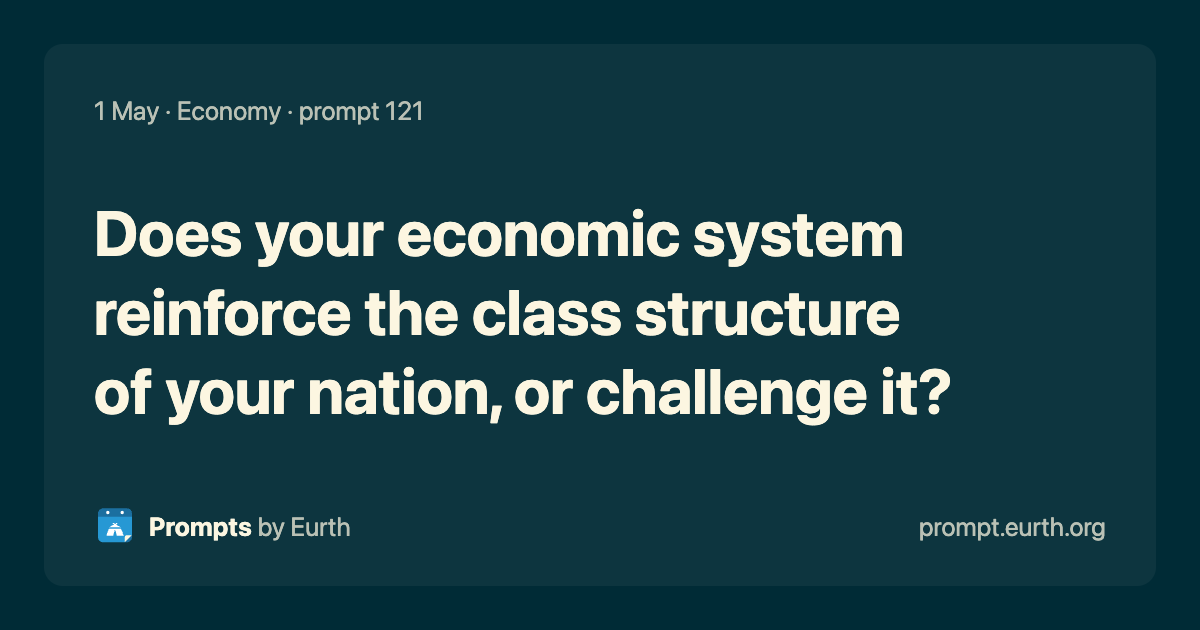 1 May · Economy · prompt 121
Does your economic system
reinforce the class structure
of your nation, or challenge it?
Prompts by Eurth
prompt.eurth.org